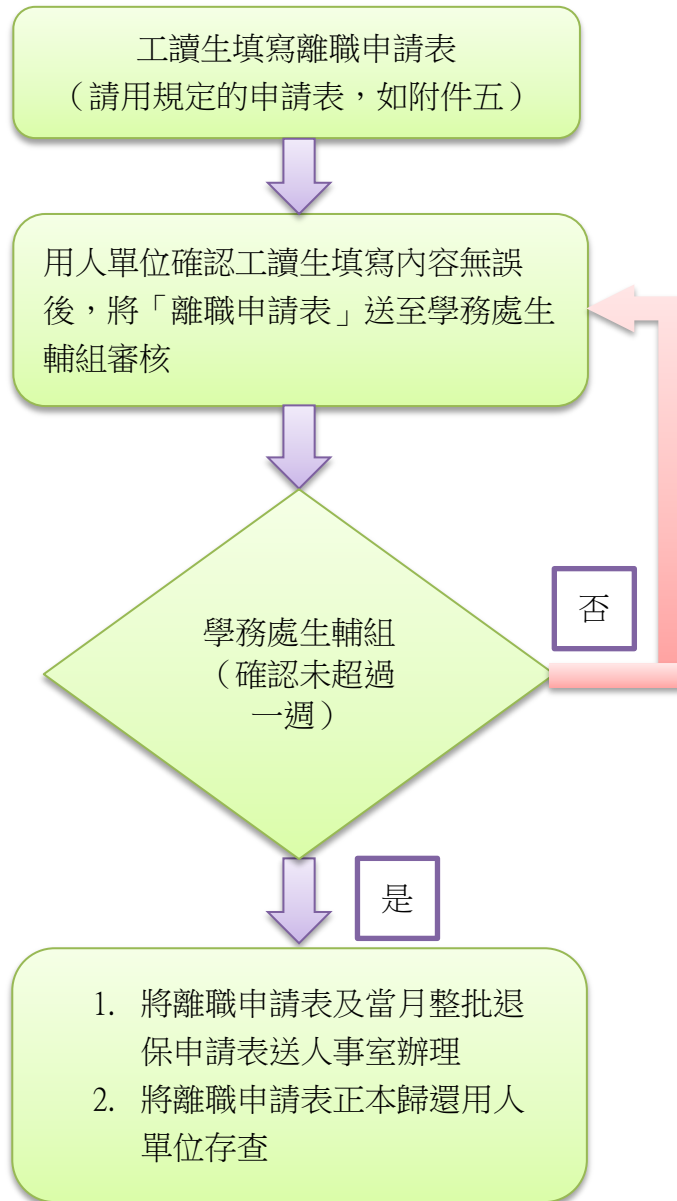 工讀生填寫離職申請表
（請用規定的申請表，如附件五）
用人單位確認工讀生填寫內容無誤
後，將「離職申請表」送至學務處生
輔組審核
否
學務處生輔組
（確認未超過
一週）
是
1. 將離職申請表及當月整批退
保申請表送人事室辦理
2. 將離職申請表正本歸還用人
單位存查